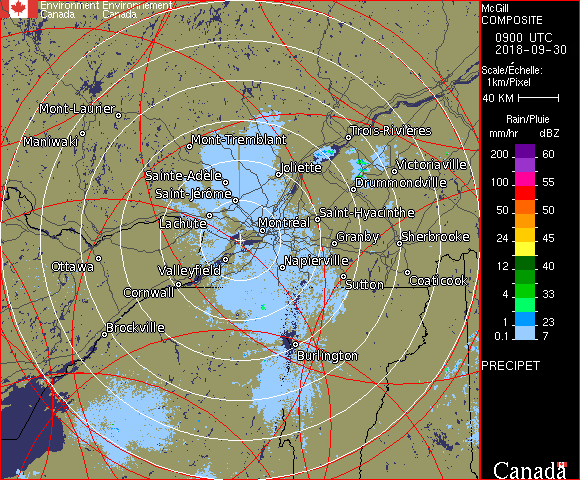 Environment Environnement
Canada Canada
McGill
COMPOSITE
0900 UTC
2018-09-30
Scale/Échelle:
1km/Pixel
40 KM
Rain/Pluie
mm/hr dBZ
200 60
100 55
50 50
24 45
12 40
4 33
1 23
0.1 7
PRECIPET
Canada
Mont-Laurier
Maniwaki
Mont-Tremblant
Trois-Rivières
Sainte-Adèle
Joliette
Victoriaville
Saint-Jérôme
Drummondville
Lachute
Montréal
Saint-Hyacinthe
Granby
Sherbrooke
Ottawa
Valleyfield
Napierville
Cornwall
Sutton
Coaticook
Brockville
Burlington